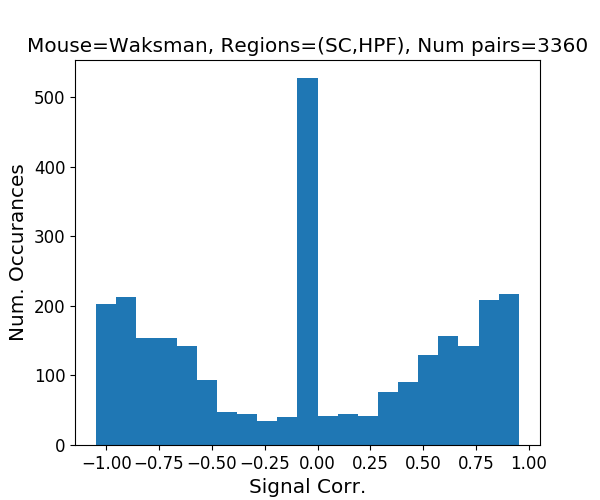 Mouse=Waksman, Regions=(SC,HPF), Num pairs=3360
500
400
300
200
100
0
Num. Occurances
−1.00 −0.75 −0.50 −0.25 0.00 0.25 0.50 0.75 1.00
Signal Corr.